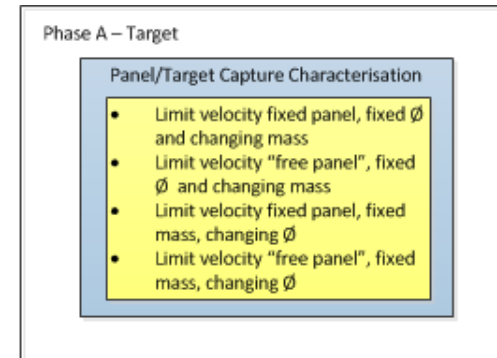 Phase A – Target
Panel/Target Capture Characterisation
• Limit velocity fixed panel, fixed Ø
and changing mass
• Limit velocity "free panel", fixed
Ø and changing mass
• Limit velocity fixed panel, fixed
mass, changing Ø
• Limit velocity "free panel", fixed
mass, changing Ø